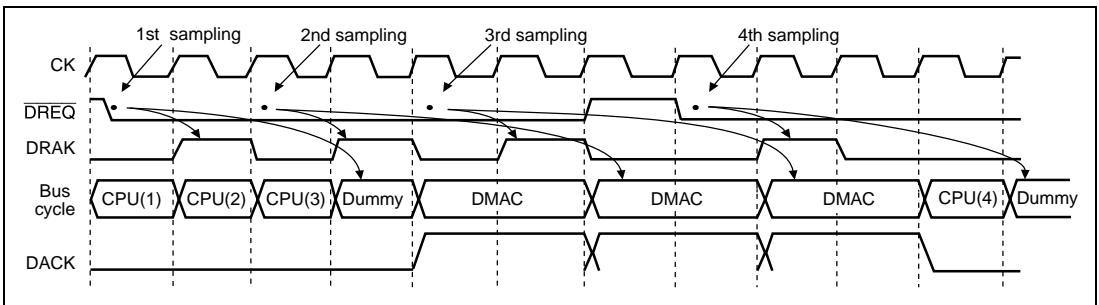 1st sampling 2nd sampling 3rd sampling 4th sampling
CK
DREQ
DRAK
Bus cycle CPU(1) CPU(2) CPU(3) Dummy DMAC DMAC DMAC CPU(4) Dummy
DACK